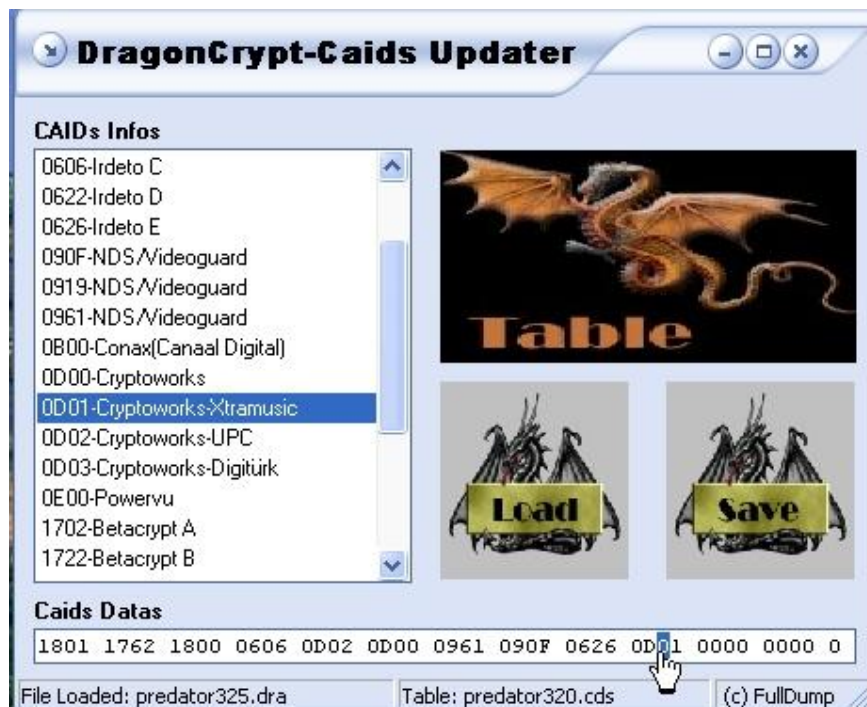 DragonCrypt-Caids Updater
CAIDs Infos
0606-Irdeto C
0622-Irdeto D
0626-Irdeto E
090F-NDS/Videoguard
0919-NDS/Videoguard
0961-NDS/Videoguard
0B00-Conax(Canaal Digital)
0D00-Cryptoworks
0D01-Cryptoworks-Xtramusic
0D02-Cryptoworks-UPC
0D03-Cryptoworks-Digitürk
0E00-Powervu
1702-Betacrypt A
1722-Betacrypt B
Table
Load
Save
Caids Datas
1801 1762 1800 0606 0D02 0D00 0961 090F 0626 0D01 0000 0000 0
File Loaded: predator325.dra
Table: predator320.cds
(c) FullDump